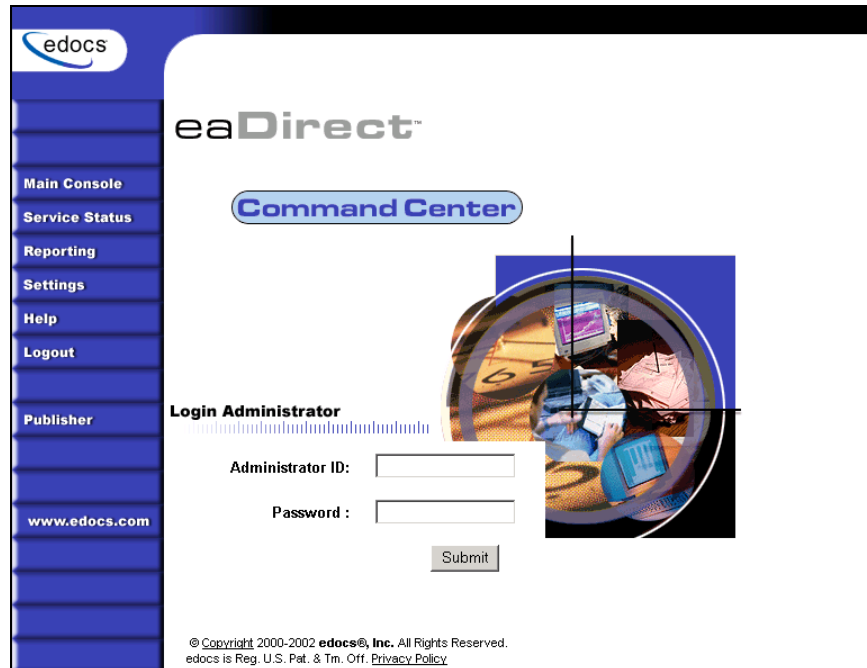 edocs
eaDirect™
Main Console
Service Status
Reporting
Settings
Help
Logout
Publisher
www.edocs.com
Command Center
Login Administrator
Administrator ID:
Password :
Submit
© Copyright 2000-2002 edocs®, Inc. All Rights Reserved.
edocs is Reg. U.S. Pat. & Tm. Off. Privacy Policy